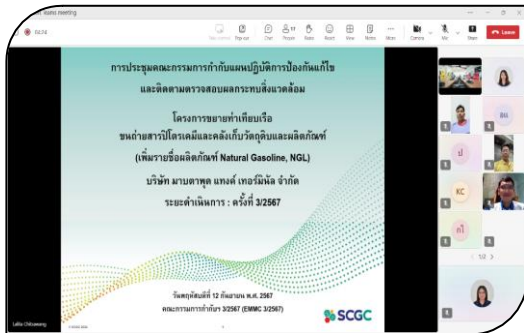 02:24
Chat
People
Raise
React
View
Notes
More
Camera
Mic
Share
Leave
การประชุมคณะกรรมการกำกับแผนปฏิบัติการป้องกันแก้ไข
และติดตามตรวจสอบผลกระทบสิ่งแวดล้อม
โครงการขยายท่าเทียบเรือ
ขนถ่ายสารปิโตรเคมีและคลังเก็บวัตถุดิบและผลิตภัณฑ์
(เพิ่มรายชื่อผลิตภัณฑ์ Natural Gasoline, NGL)
บริษัท มาบตาพุด แทงค์ เทอร์มินัล จำกัด
ระยะดำเนินการ : ครั้งที่ 3/2567
วันพฤหัสบดีที่ 12 กันยายน พ.ศ. 2567
คณะกรรมการกำกับฯ 3/2567 (EMMC 3/2567)
SCGC
ป
KC
1/2